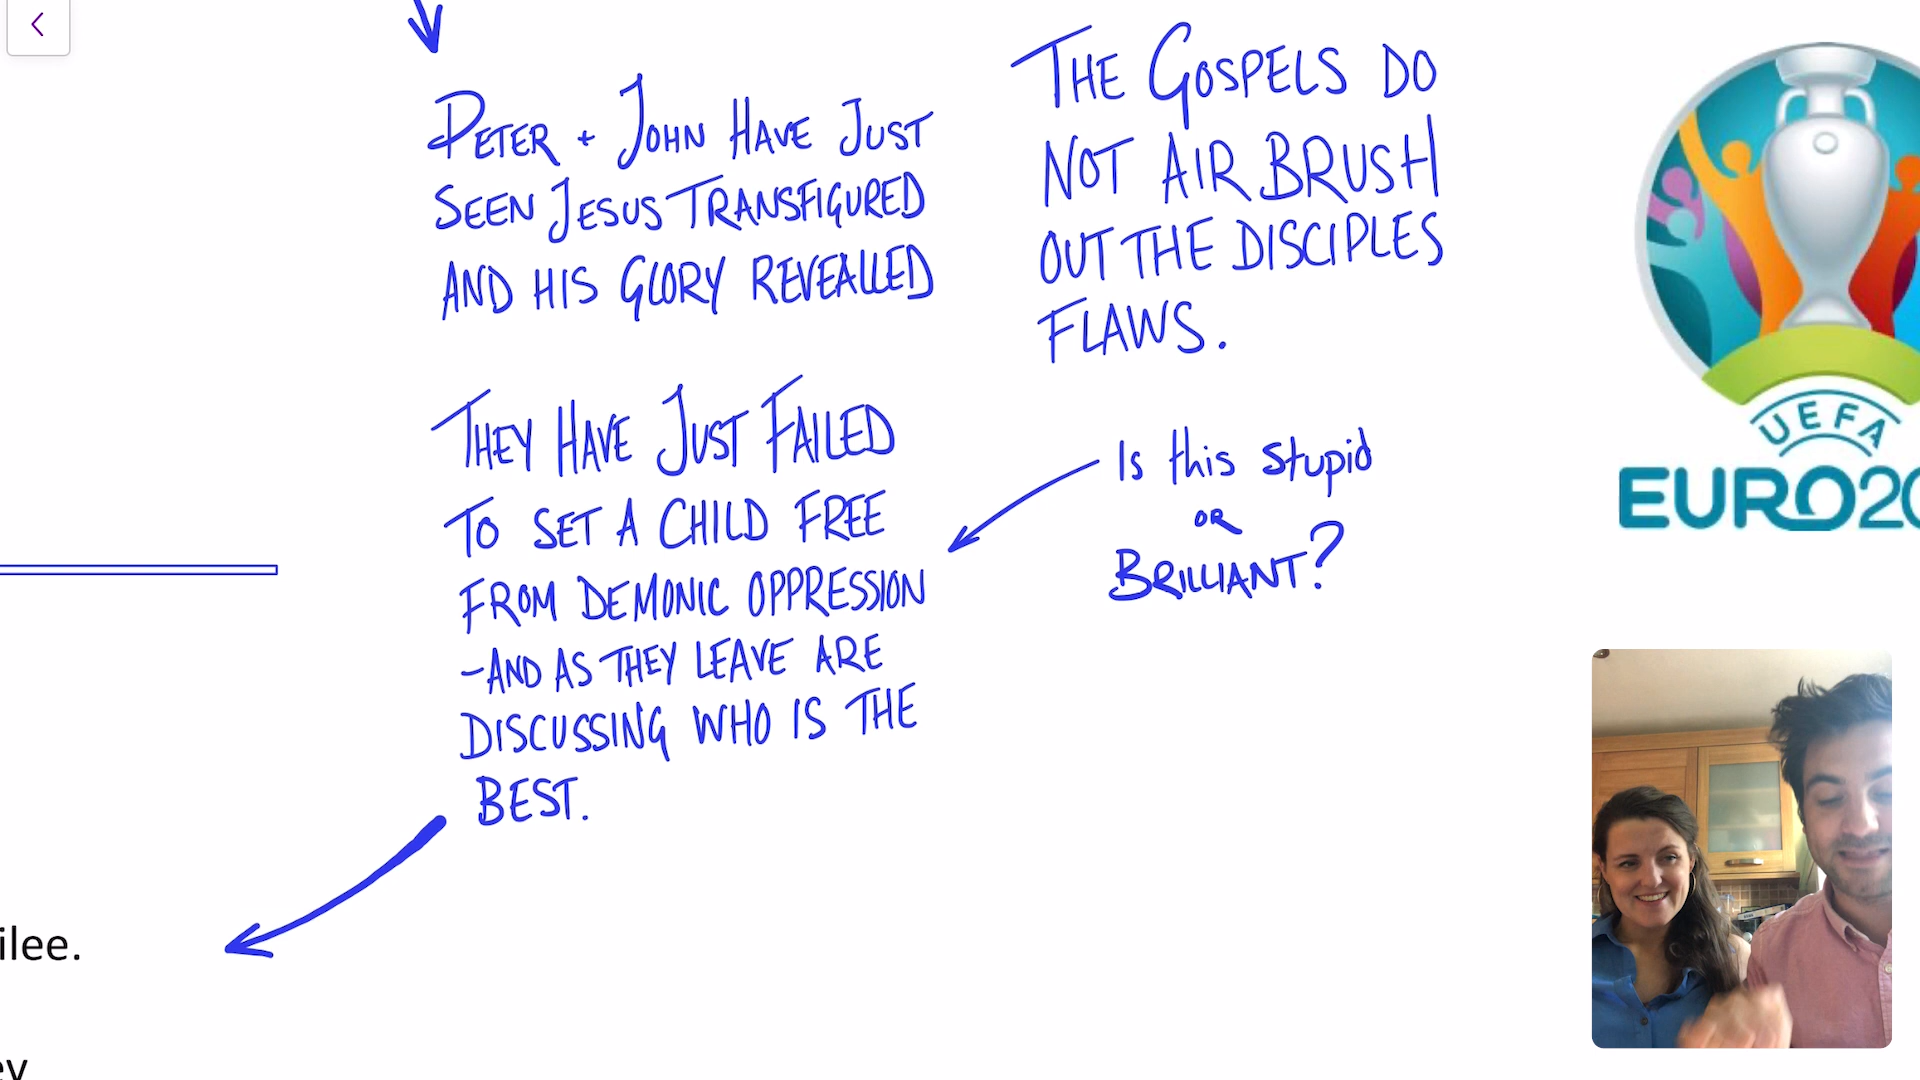 PETER + JOHN HAVE JUST
SEEN JESUS TRANSFIGURED
AND HIS GLORY REVEALLED
THEY HAVE JUST FAILED
TO SET A CHILD FREE
FROM DEMONIC OPPRESSION
-AND AS THEY LEAVE ARE
DISCUSSING WHO IS THE
BEST.
THE GOSPELS DO
NOT AIR BRUSH
OUT THE DISCIPLES
FLAWS.
Is this stupid
OR
BRILLIANT?
UEFA
EURO20
ilee.
ey